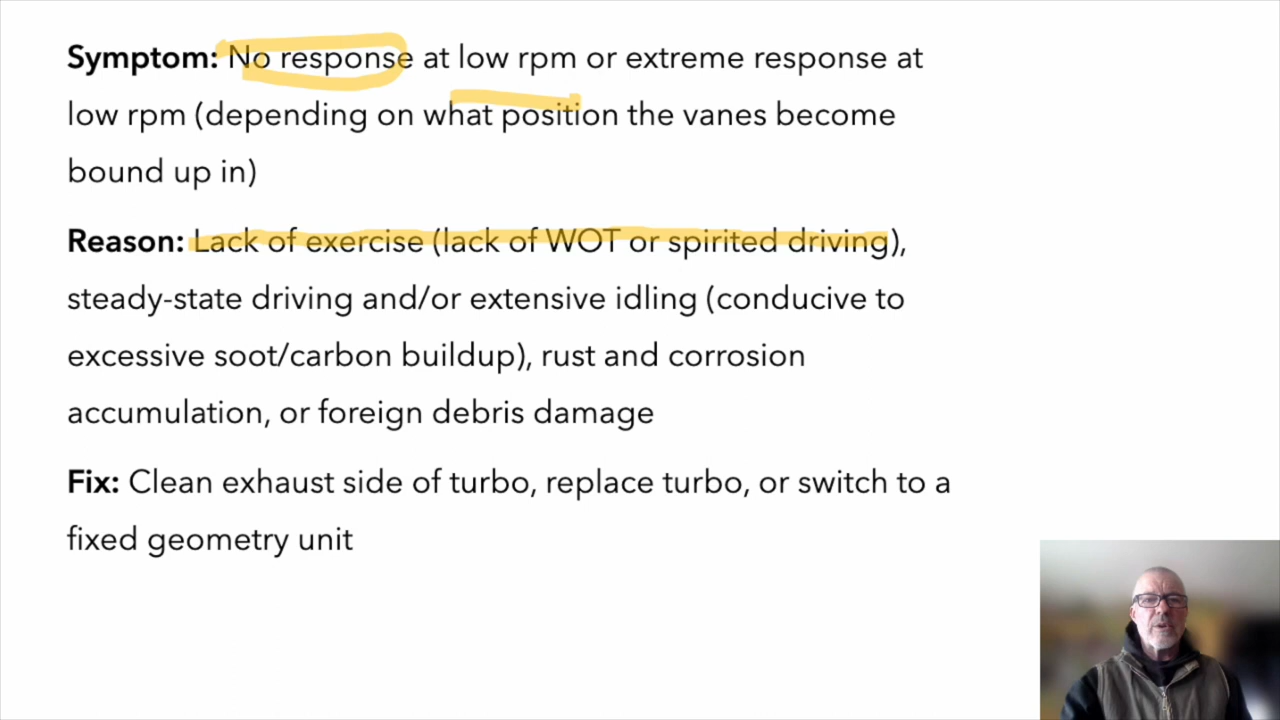 Symptom: No response at low rpm or extreme response at
low rpm (depending on what position the vanes become
bound up in)
Reason: Lack of exercise (lack of WOT or spirited driving),
steady-state driving and/or extensive idling (conducive to
excessive soot/carbon buildup), rust and corrosion
accumulation, or foreign debris damage
Fix: Clean exhaust side of turbo, replace turbo, or switch to a
fixed geometry unit